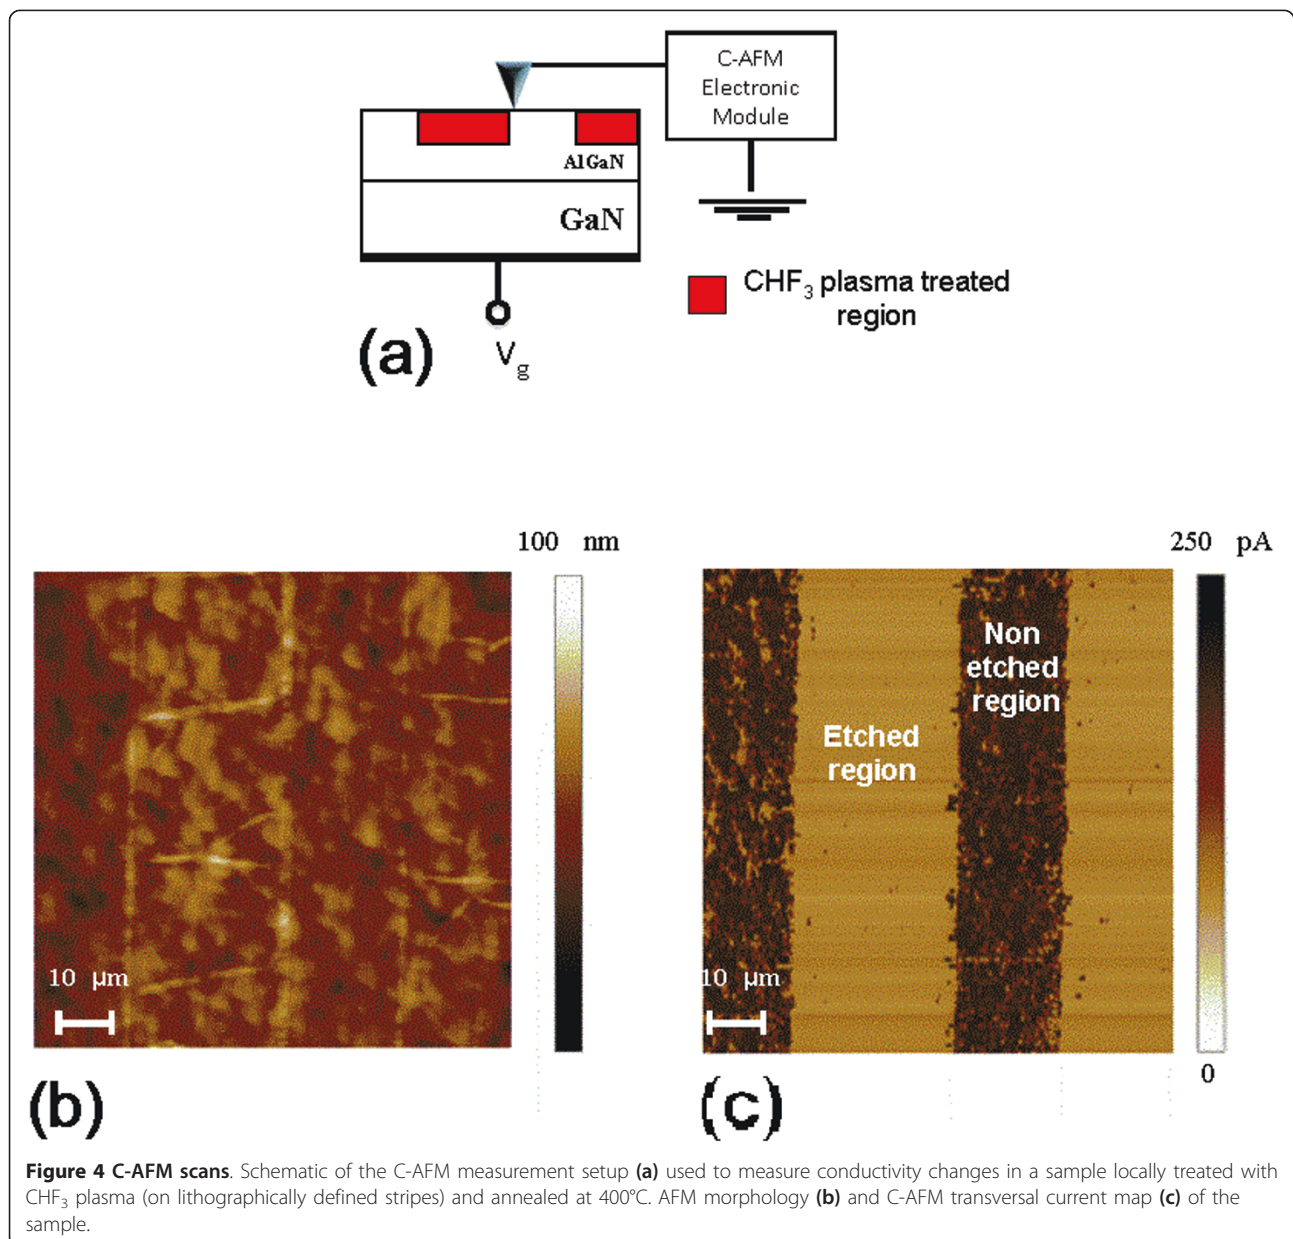 C-AFM
Electronic
Module
AlGaN
GaN
CHF3 plasma treated
region
(a)
Vg
100 nm
250 pA
Non
etched
region
Etched
region
10 µm
10 µm
0
(b)
(c)
Figure 4 C-AFM scans. Schematic of the C-AFM measurement setup (a) used to measure conductivity changes in a sample locally treated with
CHF3 plasma (on lithographically defined stripes) and annealed at 400°C. AFM morphology (b) and C-AFM transversal current map (c) of the
sample.